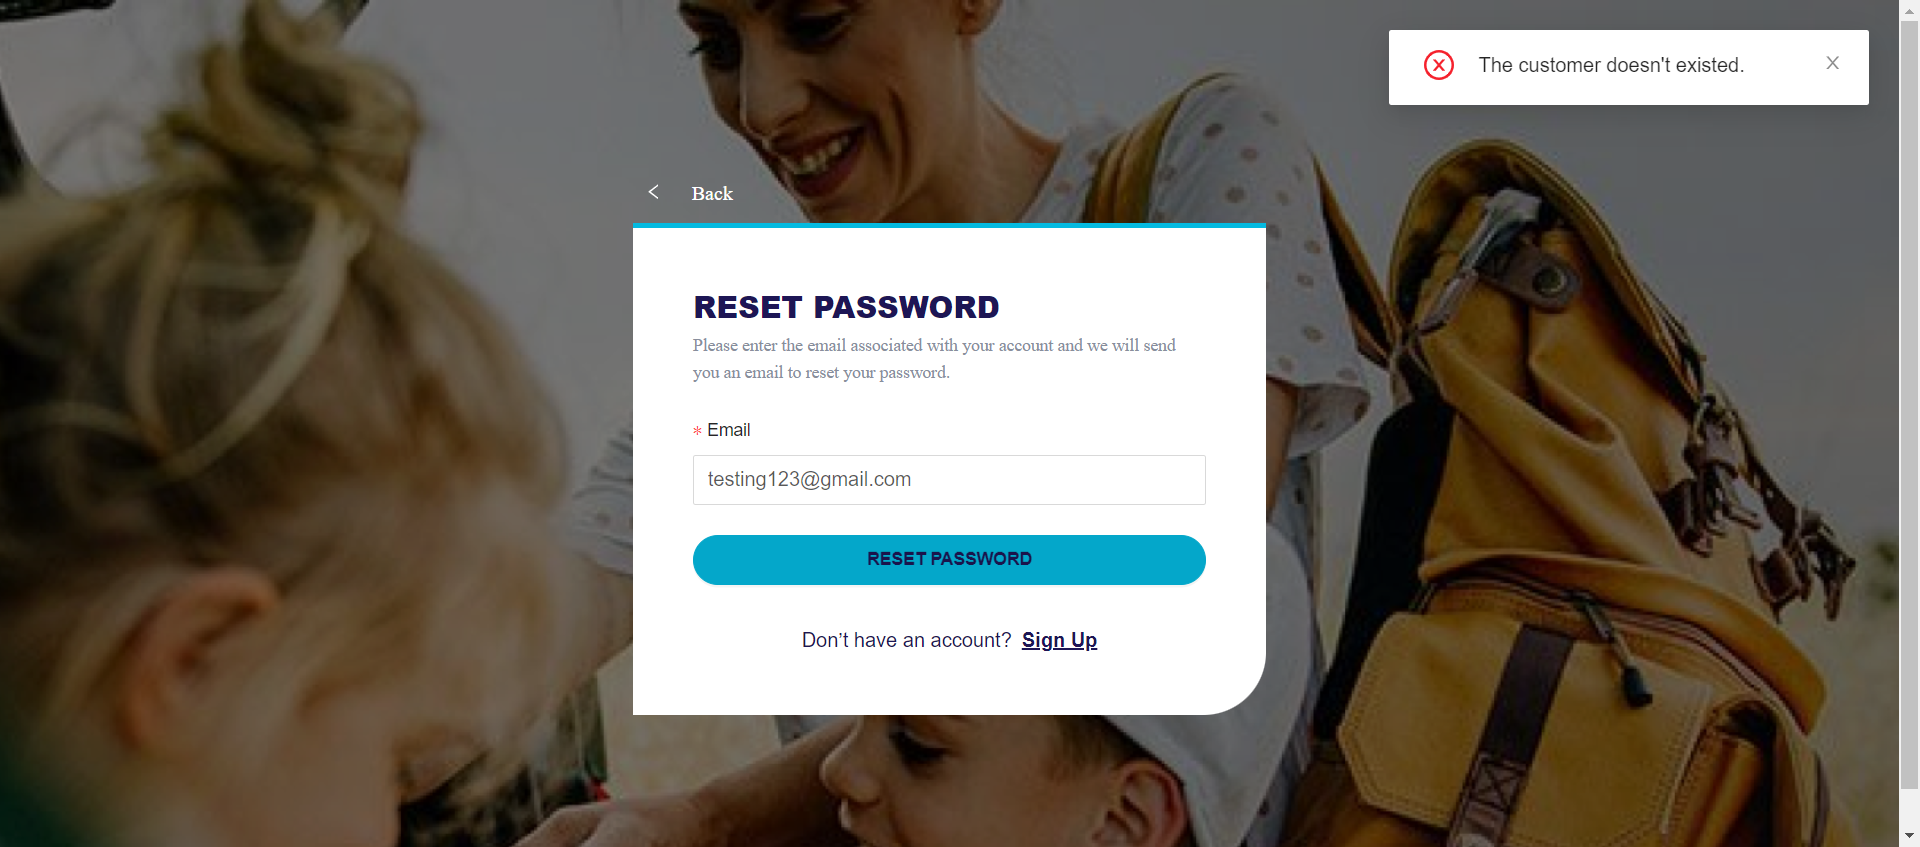 The customer doesn't existed.
Back
RESET PASSWORD
Please enter the email associated with your account and we will send
you an email to reset your password.
* Email
testing123@gmail.com
RESET PASSWORD
Don’t have an account? Sign Up